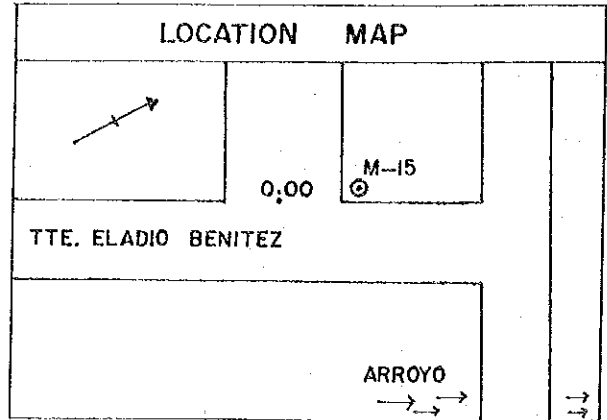 LOCATION MAP
M-15
0.00
TTE. ELADIO BENITEZ
ARROYO